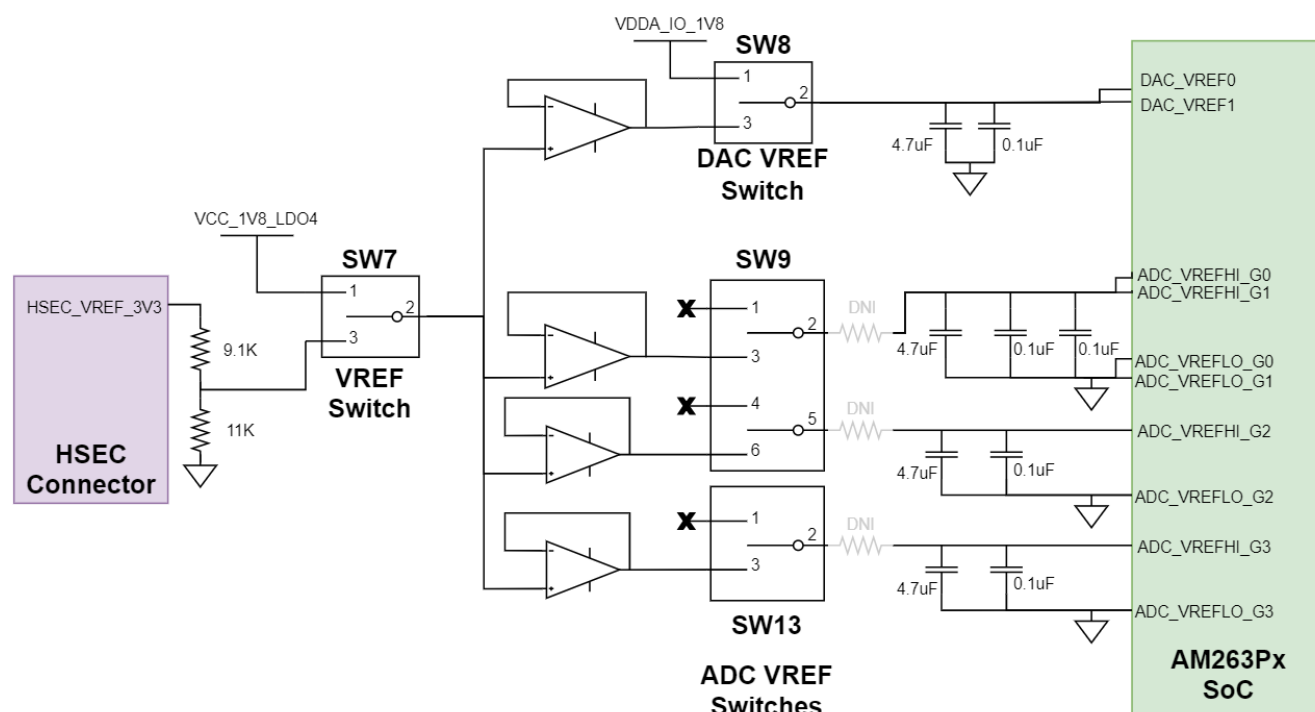 VDDA_IO_1V8
SW8
1
2
3
-
+
DAC VREF
Switch
4.7uF
0.1uF
DAC_VREF0
DAC_VREF1
VCC_1V8_LDO4
SW7
1
2
3
VREF
Switch
HSEC_VREF_3V3
9.1K
11K
HSEC
Connector
SW9
-
+
1
2
3
DNI
4.7uF
0.1uF
0.1uF
ADC_VREFHI_G0
ADC_VREFHI_G1
ADC_VREFLO_G0
ADC_VREFLO_G1
-
+
4
5
6
DNI
4.7uF
0.1uF
ADC_VREFHI_G2
ADC_VREFLO_G2
-
+
1
2
3
DNI
4.7uF
0.1uF
ADC_VREFHI_G3
ADC_VREFLO_G3
SW13
ADC VREF
Switches
AM263Px
SoC